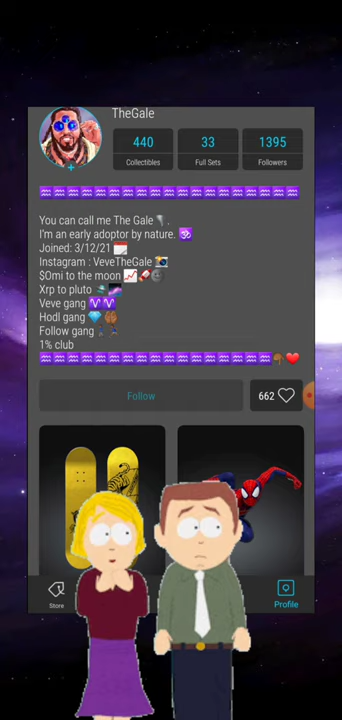 TheGale
440
Collectibles
33
Full Sets
1395
Followers
♒♒♒♒♒♒♒♒♒♒♒♒♒♒♒♒♒♒♒
You can call me The Gale🌪️.
I'm an early adoptor by nature. 🕉️
Joined: 3/12/21 📅
Instagram : VeveTheGale 📸
$Omi to the moon 📈🚀🌑
Xrp to pluto 🛸🌌
Veve gang ♈♈
Hodl gang 💎🤲🏾
Follow gang🚶🏾🚶🏾
1% club
♒♒♒♒♒♒♒♒♒♒♒♒♒♒♒♒♒❤️
Follow
662
Store
Profile